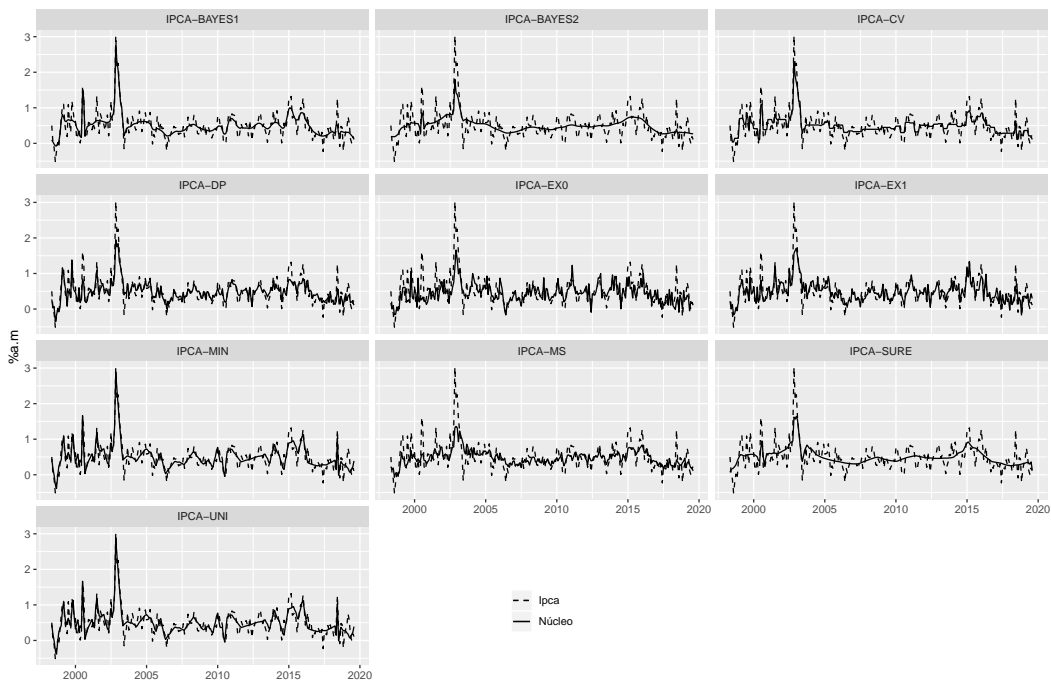 IPCA−BAYES1 IPCA−BAYES2 IPCA−CV
3
2
1
0
IPCA−DP IPCA−EX0 IPCA−EX1
3
2
1
0
%a.m
IPCA−MIN IPCA−MS IPCA−SURE
3
2
1
0
2000 2005 2010 2015 2020 2000 2005 2010 2015 2020
IPCA−UNI
3
2
1
0
Ipca
Núcleo
2000 2005 2010 2015 2020